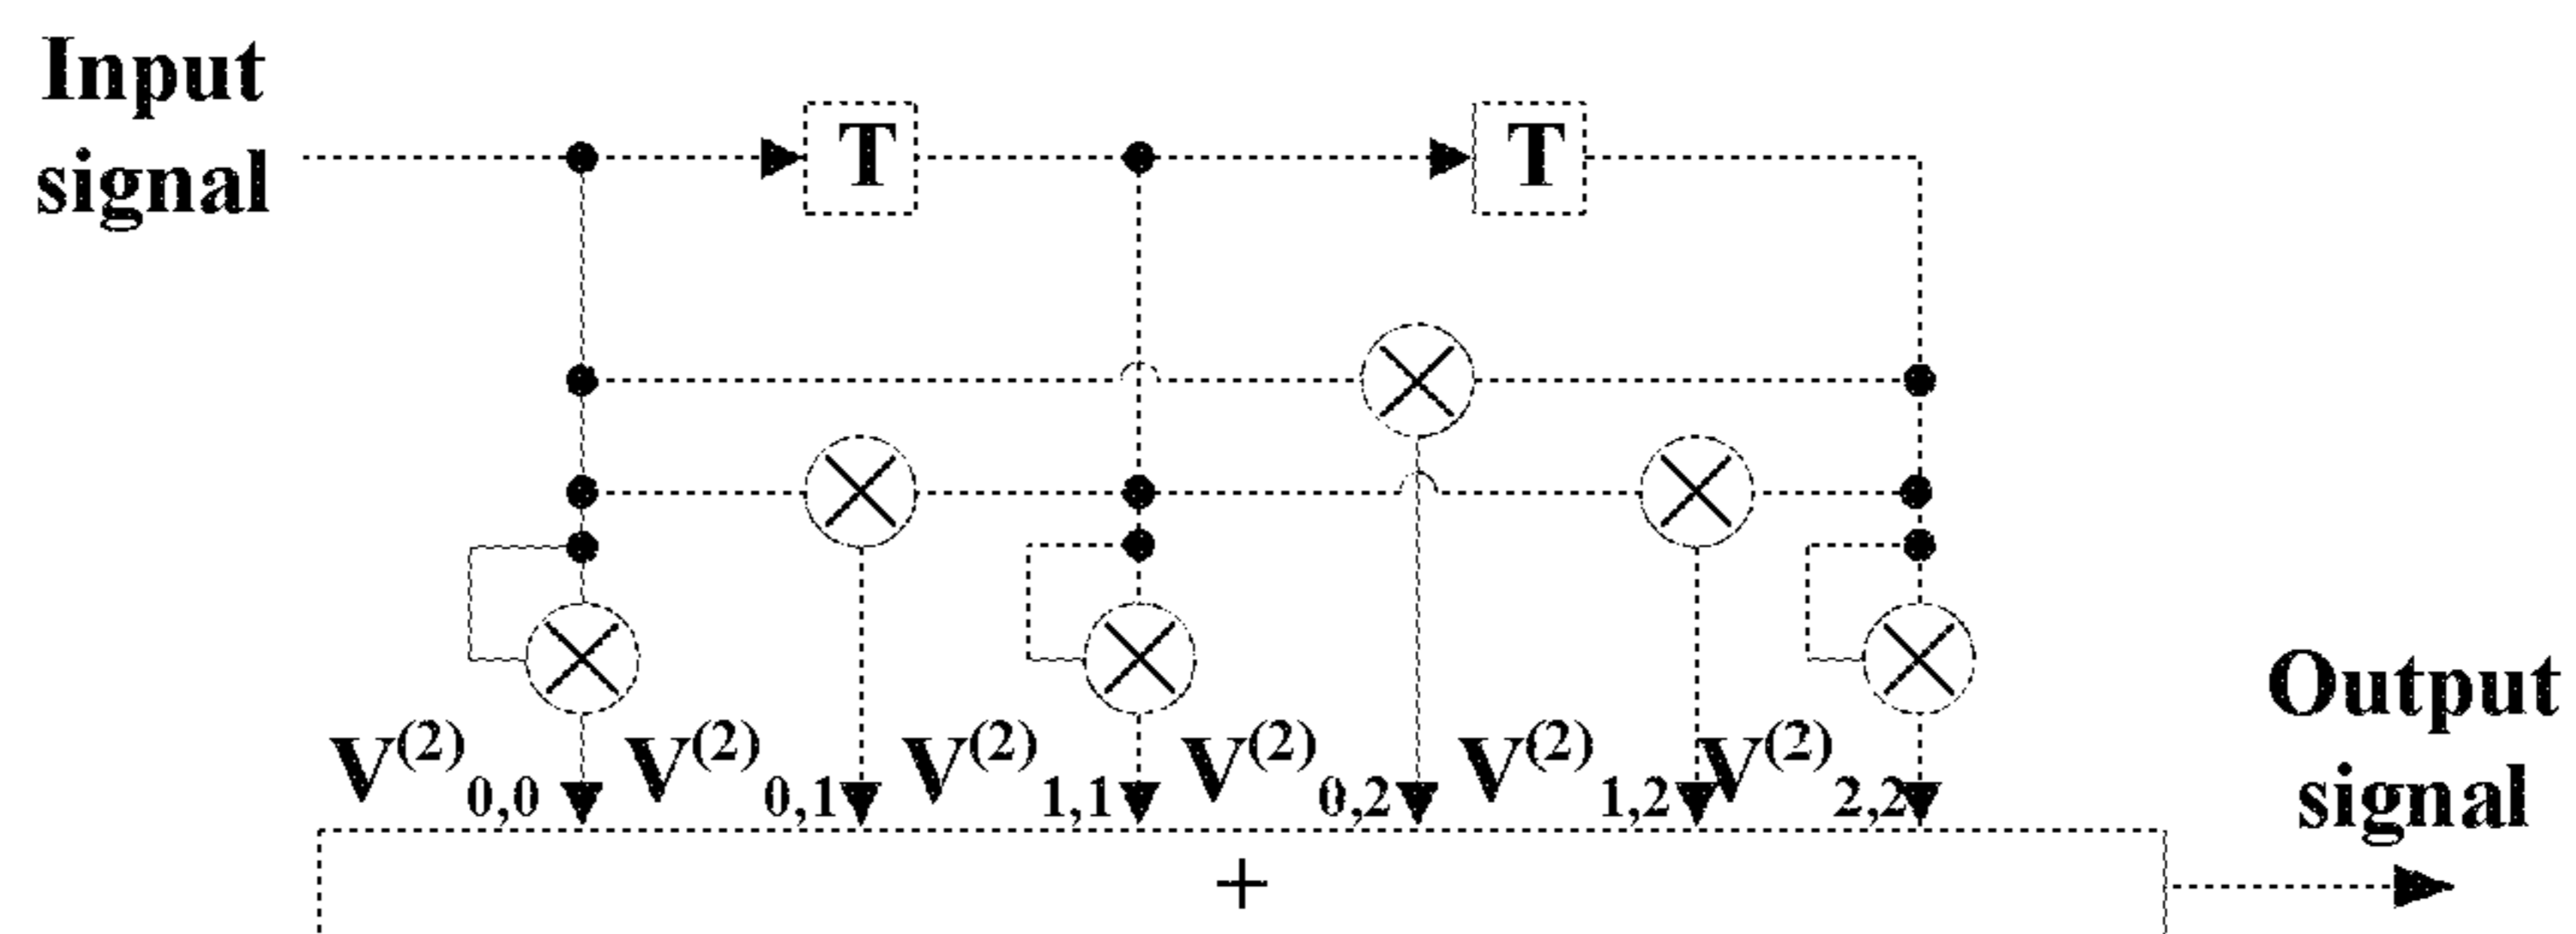 Input
signal
T
T
V(2)0,0
V(2)0,1
V(2)1,1
V(2)0,2
V(2)1,2
V(2)2,2
Output
signal
+